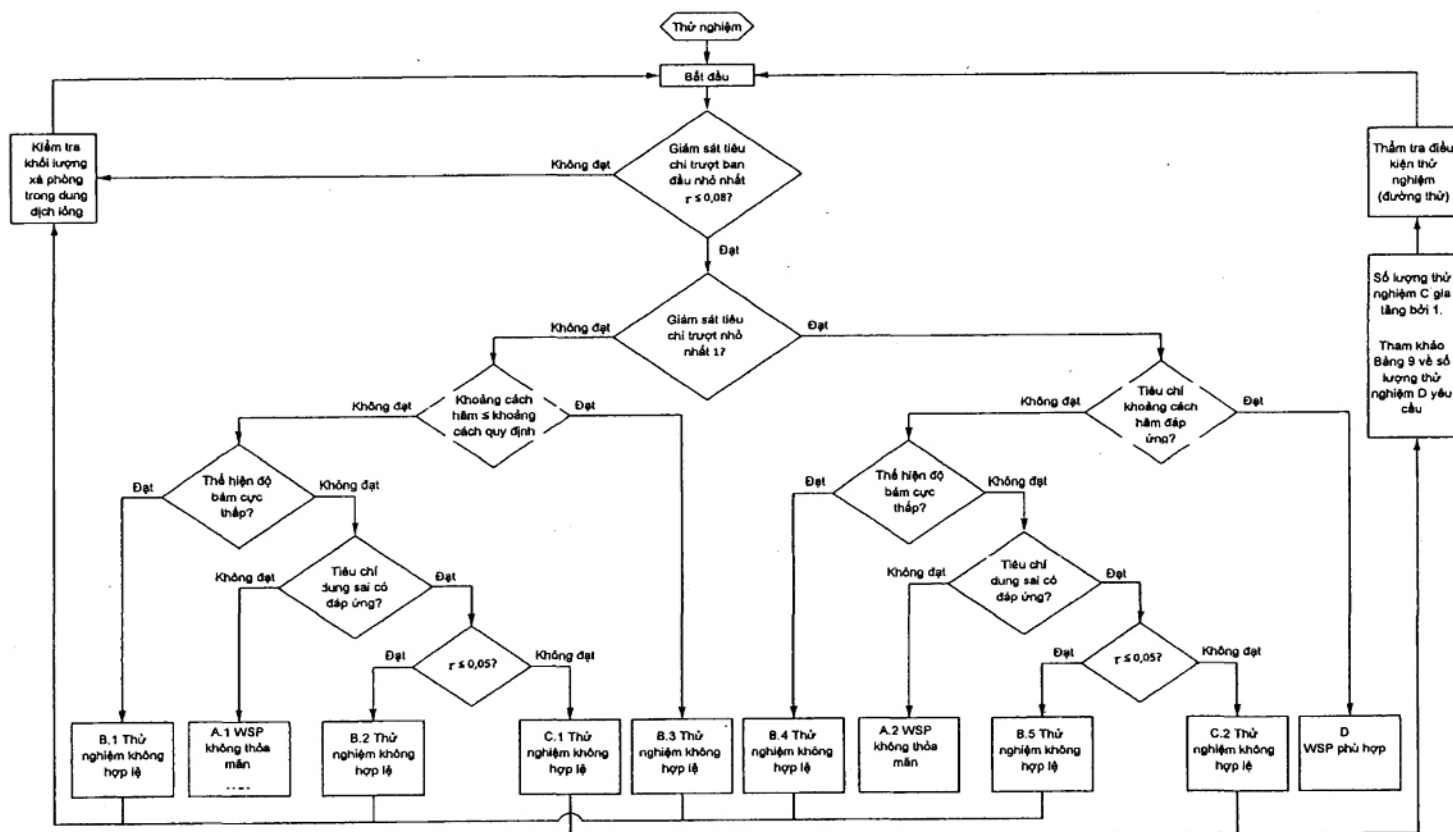 Thử nghiệm
Bắt đầu
Kiểm tra
khối lượng
xà phòng
trong dung
dịch lỏng
Không đạt
Giám sát tiêu
chí trượt ban
đầu nhỏ nhất
r ≤ 0,08?
Thẩm tra điều
kiện thử
nghiệm
(đường thử)
Đạt
Không đạt
Giám sát tiêu
chí trượt nhỏ
nhất 1?
Đạt
Số lượng thử
nghiệm C gia
tăng bởi 1.
Tham khảo
Bảng 9 về số
lượng thử
nghiệm D yêu
cầu
Không đạt
Khoảng cách
hãm ≤ khoảng
cách quy định
Đạt
Không đạt
Tiêu chí
khoảng cách
hãm đáp
ứng?
Đạt
Đạt
Thể hiện độ
bám cực
thấp?
Không đạt
Đạt
Thể hiện độ
bám cực
thấp?
Không đạt
Không đạt
Tiêu chí
dung sai có
đáp ứng?
Đạt
Không đạt
Tiêu chí
dung sai có
đáp ứng?
Đạt
Đạt
r ≤ 0,05?
Không đạt
Đạt
r ≤ 0,05?
Không đạt
B.1 Thử
nghiệm không
hợp lệ
A.1 WSP
không thỏa
mãn
B.2 Thử
nghiệm không
hợp lệ
C.1 Thử
nghiệm không
hợp lệ
B.3 Thử
nghiệm không
hợp lệ
B.4 Thử
nghiệm không
hợp lệ
A.2 WSP
không thỏa
mãn
B.5 Thử
nghiệm không
hợp lệ
C.2 Thử
nghiệm không
hợp lệ
D
WSP phù hợp